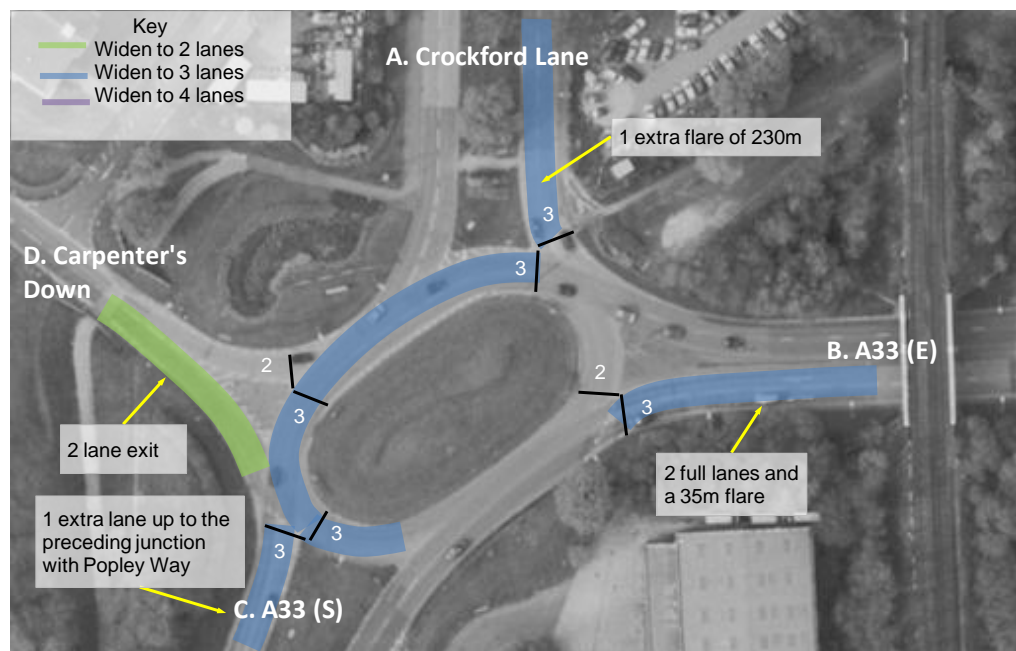 Key
Widen to 2 lanes
Widen to 3 lanes
Widen to 4 lanes
A. Crockford Lane
1 extra flare of 230m
3
3
D. Carpenter's
Down
B. A33 (E)
2
2
3
3
2 lane exit
2 full lanes and
a 35m flare
1 extra lane up to the
preceding junction
with Popley Way
3
3
C. A33 (S)